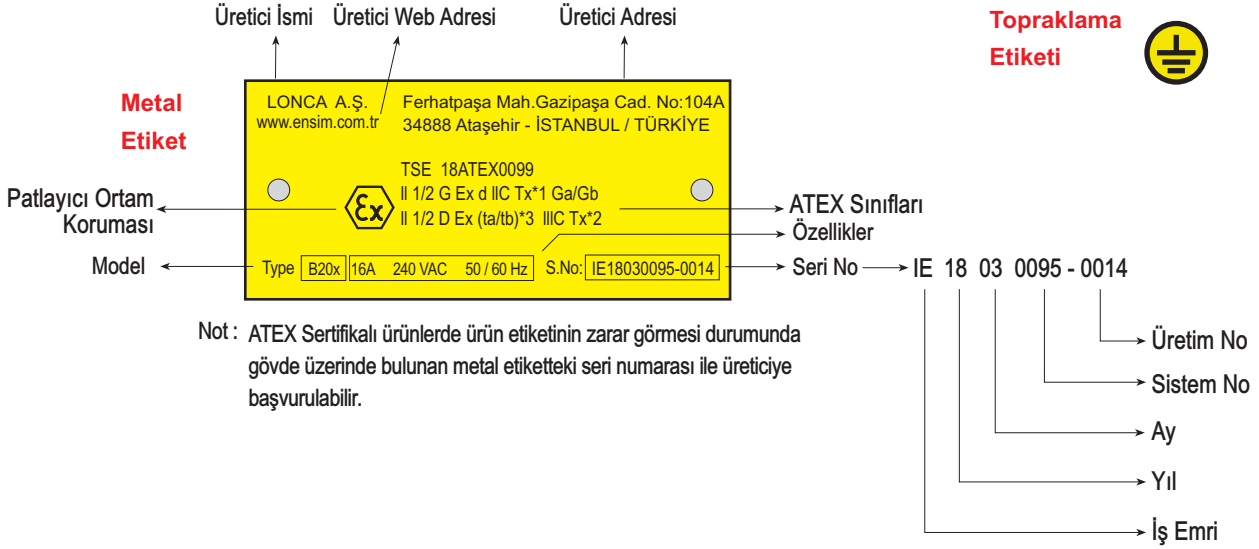 Üretici İsmi Üretici Web Adresi Üretici Adresi
Topraklama
Etiketi
Metal
Etiket
LONCA A.Ş.
www.ensim.com.tr
Ferhatpaşa Mah.Gazipaşa Cad. No:104A
34888 Ataşehir - İSTANBUL / TÜRKİYE
TSE 18ATEX0099
II 1/2 G Ex d IIC Tx*1 Ga/Gb
II 1/2 D Ex (ta/tb)*3 IIIC Tx*2
Ex
Patlayıcı Ortam
Koruması
ATEX Sınıfları
Özellikler
Model
Type B20x 16A 240 VAC 50 / 60 Hz S.No: IE18030095-0014
Seri No
IE 18 03 0095 - 0014
Üretim No
Sistem No
Ay
Yıl
İş Emri
Not : ATEX Sertifikalı ürünlerde ürün etiketinin zarar görmesi durumunda
gövde üzerinde bulunan metal etiketteki seri numarası ile üreticiye
başvurulabilir.